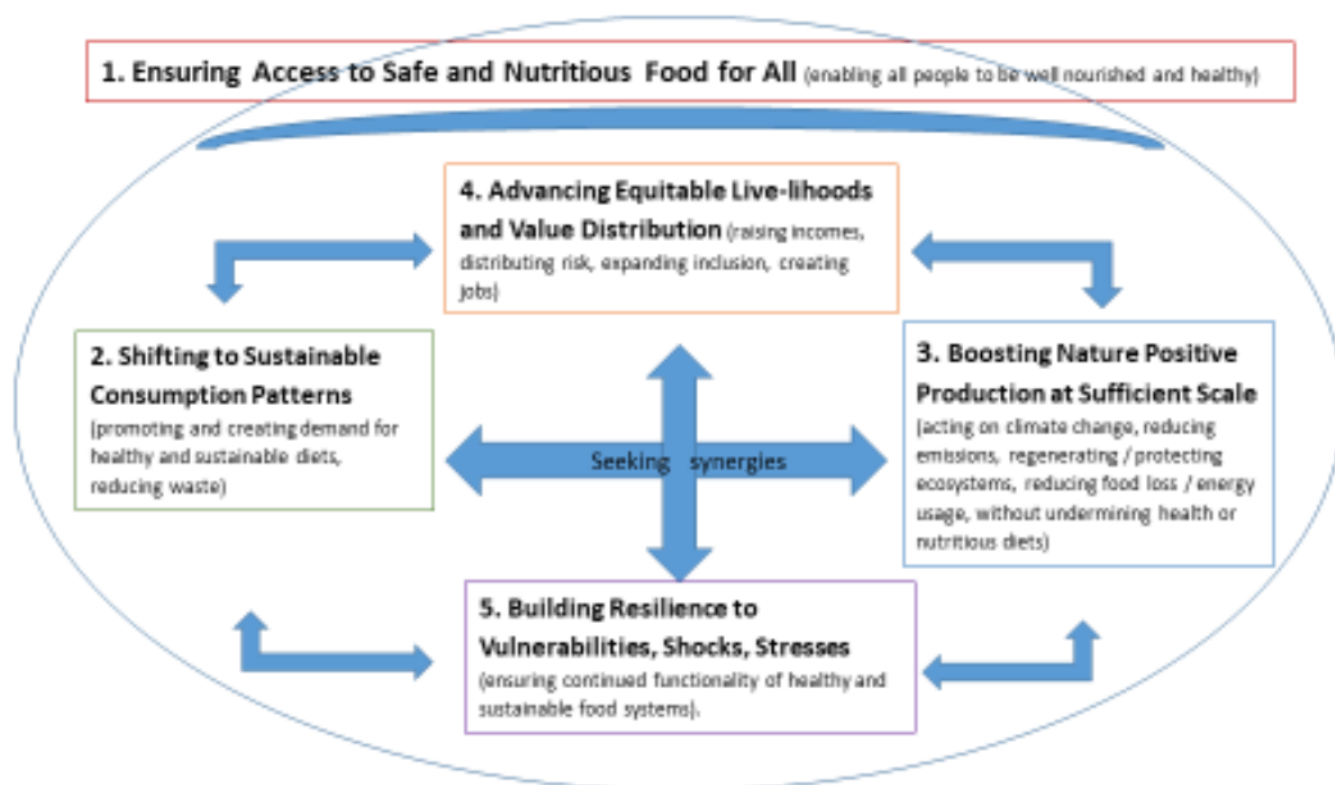 1. Ensuring Access to Safe and Nutritious Food for All (enabling all people to be well nourished and healthy)
4. Advancing Equitable Live-lihoods
and Value Distribution (raising incomes,
distributing risk, expanding inclusion, creating
jobs)
2. Shifting to Sustainable
Consumption Patterns
(promoting and creating demand for
healthy and sustainable diets,
reducing waste)
Seeking synergies
3. Boosting Nature Positive
Production at Sufficient Scale
(acting on climate change, reducing
emissions, regenerating / protecting
ecosystems, reducing food loss / energy
usage, without undermining health or
nutritious diets)
5. Building Resilience to
Vulnerabilities, Shocks, Stresses
(ensuring continued functionality of healthy and
sustainable food systems).